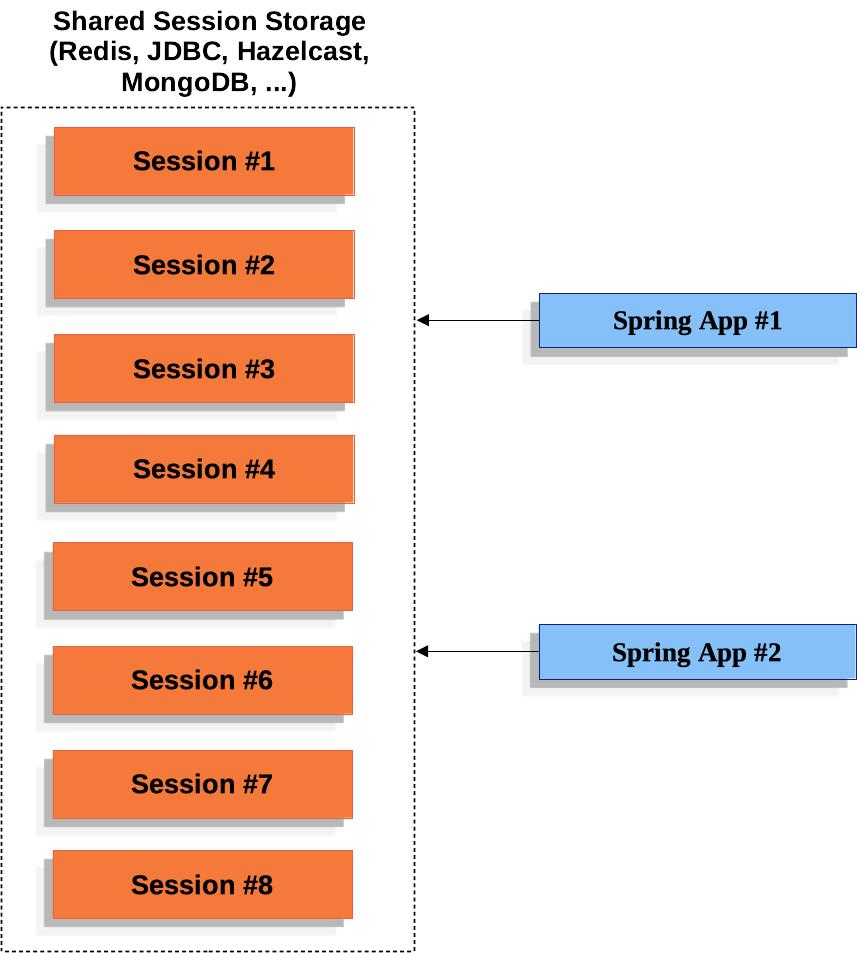 Shared Session Storage
(Redis, JDBC, Hazelcast,
MongoDB, ...)
Session #1
Session #2
Session #3
Session #4
Session #5
Session #6
Session #7
Session #8
Spring App #1
Spring App #2